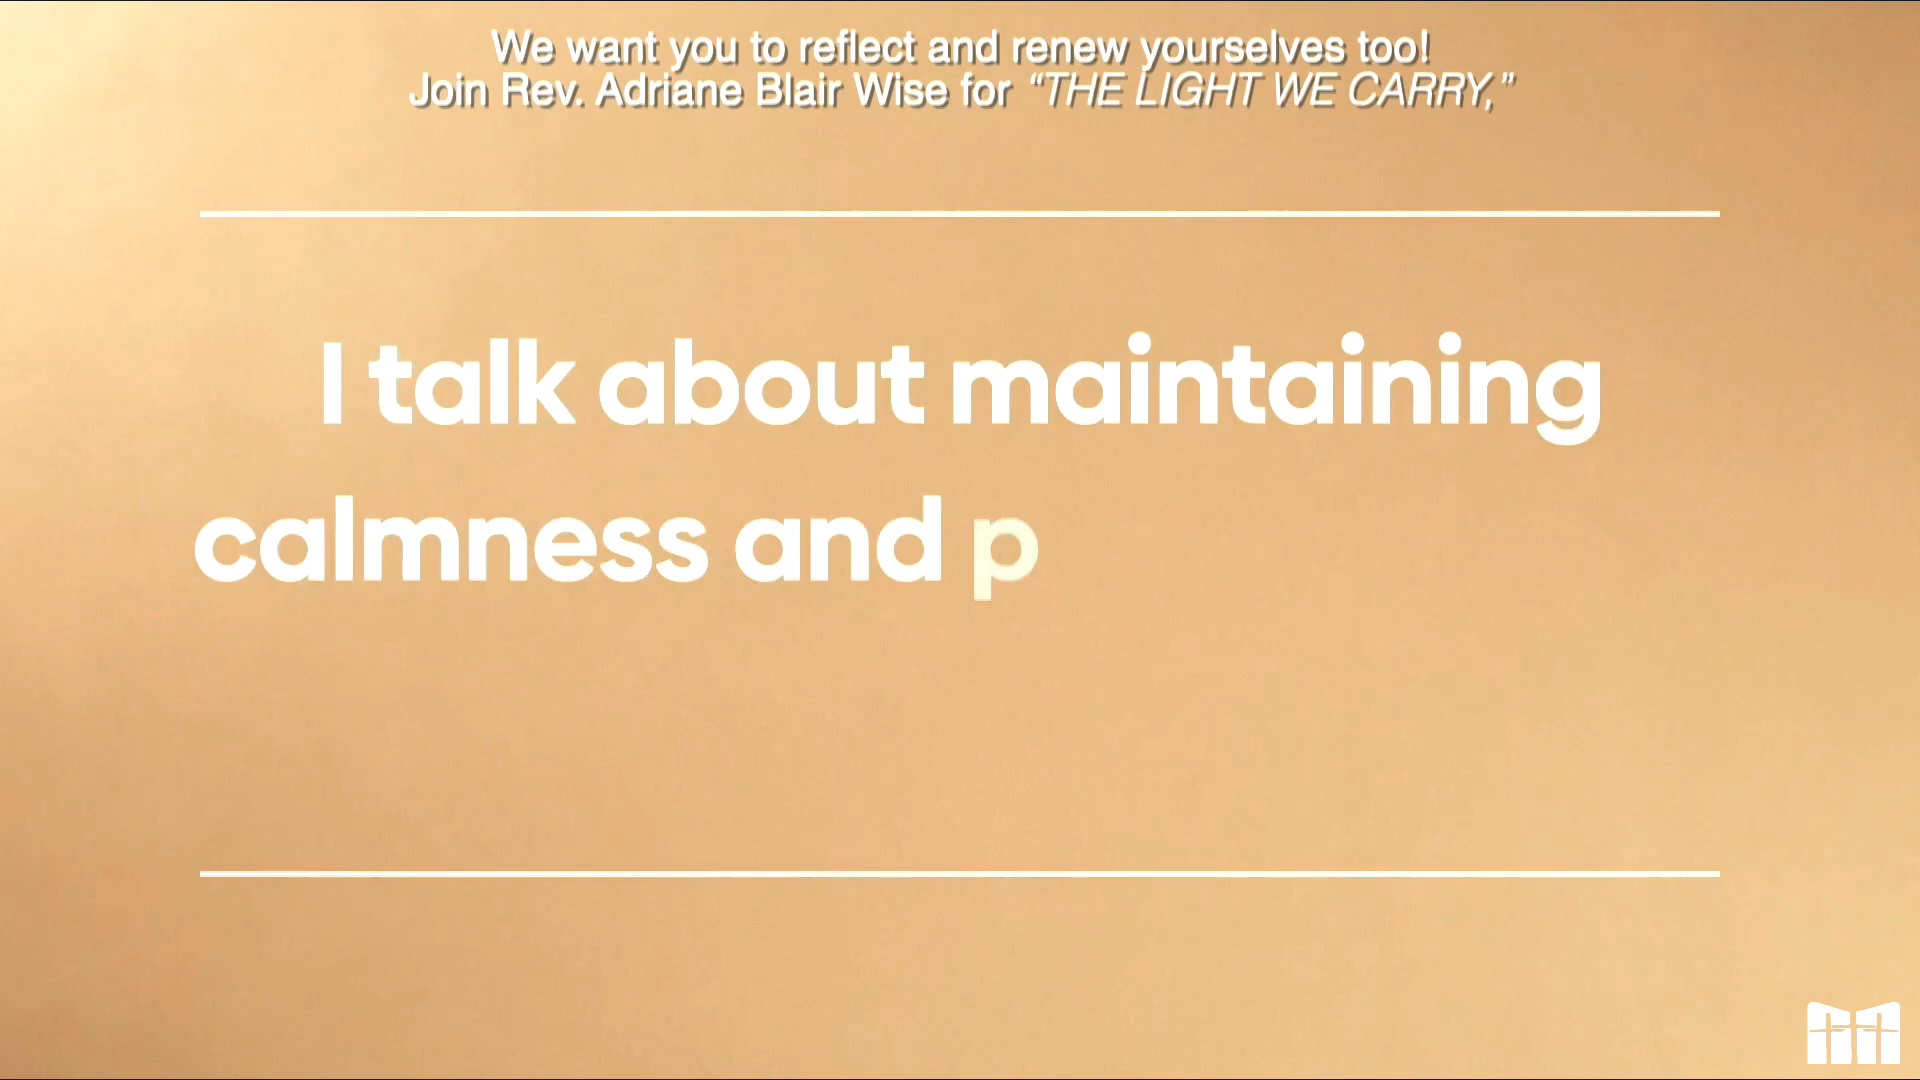 We want you to reflect and renew yourselves too!
Join Rev. Adriane Blair Wise for “THE LIGHT WE CARRY,”
I talk about maintaining
calmness and p